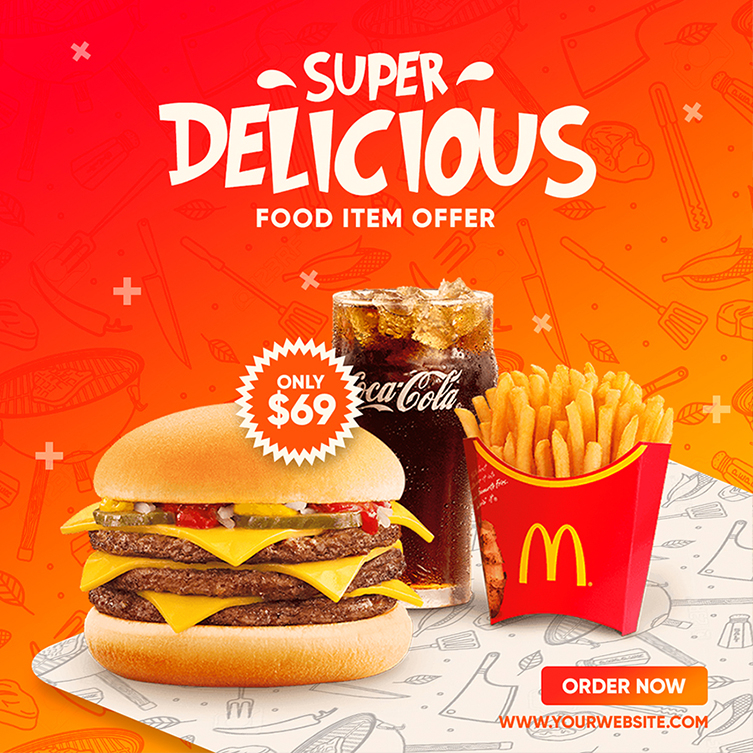 SUPER
DELICIOUS
FOOD ITEM OFFER
ONLY
$69
Coca-Cola
M
ORDER NOW
WWW.YOURWEBSITE.COM